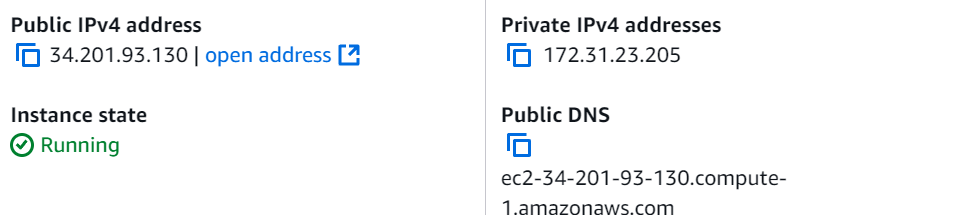 Public IPv4 address
34.201.93.130 | open address
Instance state
Running
Private IPv4 addresses
172.31.23.205
Public DNS
ec2-34-201-93-130.compute-
1.amazonaws.com